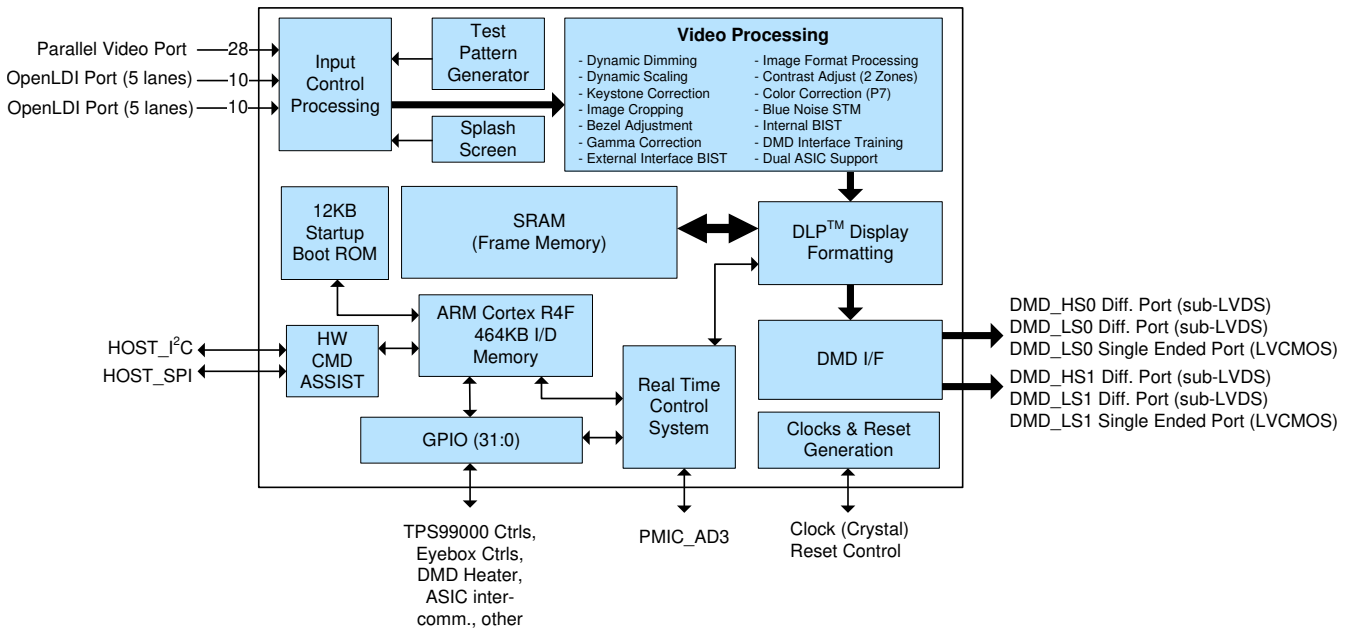 Parallel Video Port
28
OpenLDI Port (5 lanes)
10
OpenLDI Port (5 lanes)
10
Input
Control
Processing
Test
Pattern
Generator
Splash
Screen
Video Processing
- Dynamic Dimming
- Dynamic Scaling
- Keystone Correction
- Image Cropping
- Bezel Adjustment
- Gamma Correction
- External Interface BIST
- Image Format Processing
- Contrast Adjust (2 Zones)
- Color Correction (P7)
- Blue Noise STM
- Internal BIST
- DMD Interface Training
- Dual ASIC Support
12KB
Startup
Boot ROM
SRAM
(Frame Memory)
DLP™ Display
Formatting
ARM Cortex R4F
464KB I/D
Memory
HOST_I²C
HOST_SPI
HW
CMD
ASSIST
Real Time
Control
System
DMD I/F
DMD_HS0 Diff. Port (sub-LVDS)
DMD_LS0 Diff. Port (sub-LVDS)
DMD_LS0 Single Ended Port (LVCMOS)
DMD_HS1 Diff. Port (sub-LVDS)
DMD_LS1 Diff. Port (sub-LVDS)
DMD_LS1 Single Ended Port (LVCMOS)
GPIO (31:0)
Clocks & Reset
Generation
TPS99000 Ctrls,
Eyebox Ctrls,
DMD Heater,
ASIC inter-
comm., other
PMIC_AD3
Clock (Crystal)
Reset Control